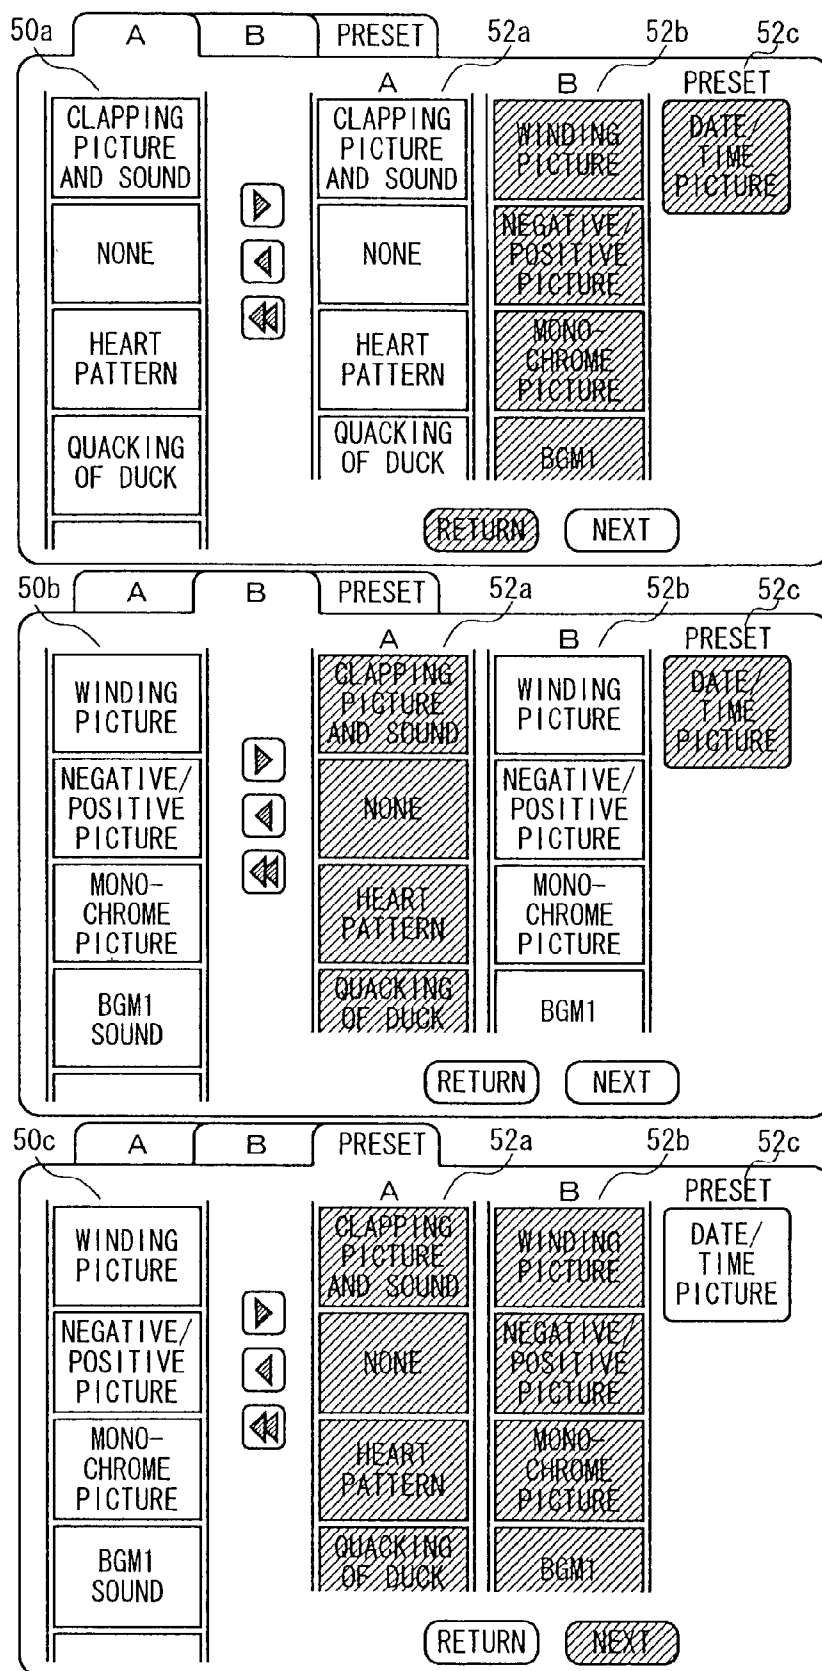 50a A B PRESET 52a 52b 52c
A B PRESET
CLAPPING
PICTURE
AND SOUND
NONE
HEART
PATTERN
QUACKING
OF DUCK
CLAPPING
PICTURE
AND SOUND
NONE
HEART
PATTERN
QUACKING
OF DUCK
WINDING
PICTURE
NEGATIVE/
POSITIVE
PICTURE
MONO-
CHROME
PICTURE
BGM1
DATE/
TIME
PICTURE
RETURN NEXT
50b A B PRESET 52a 52b 52c
A B PRESET
WINDING
PICTURE
NEGATIVE/
POSITIVE
PICTURE
MONO-
CHROME
PICTURE
BGM1
SOUND
CLAPPING
PICTURE
AND SOUND
NONE
HEART
PATTERN
QUACKING
OF DUCK
WINDING
PICTURE
NEGATIVE/
POSITIVE
PICTURE
MONO-
CHROME
PICTURE
BGM1
DATE/
TIME
PICTURE
RETURN NEXT
50c A B PRESET 52a 52b 52c
A B PRESET
WINDING
PICTURE
NEGATIVE/
POSITIVE
PICTURE
MONO-
CHROME
PICTURE
BGM1
SOUND
CLAPPING
PICTURE
AND SOUND
NONE
HEART
PATTERN
QUACKING
OF DUCK
WINDING
PICTURE
NEGATIVE/
POSITIVE
PICTURE
MONO-
CHROME
PICTURE
BGM1
DATE/
TIME
PICTURE
RETURN NEXT